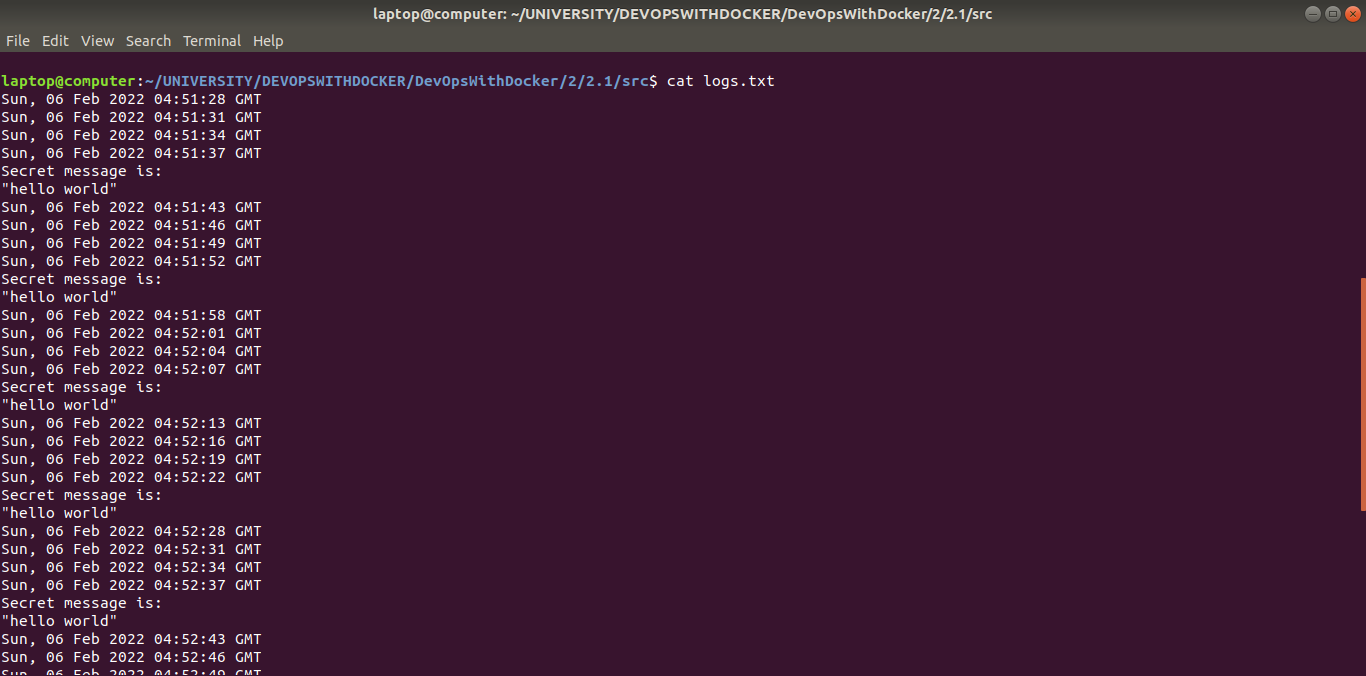 laptop@computer: ~/UNIVERSITY/DEVOPSWITHDOCKER/DevOpsWithDocker/2/2.1/src
File Edit View Search Terminal Help
laptop@computer:~/UNIVERSITY/DEVOPSWITHDOCKER/DevOpsWithDocker/2/2.1/src$ cat logs.txt
Sun, 06 Feb 2022 04:51:28 GMT
Sun, 06 Feb 2022 04:51:31 GMT
Sun, 06 Feb 2022 04:51:34 GMT
Sun, 06 Feb 2022 04:51:37 GMT
Secret message is:
"hello world"
Sun, 06 Feb 2022 04:51:43 GMT
Sun, 06 Feb 2022 04:51:46 GMT
Sun, 06 Feb 2022 04:51:49 GMT
Sun, 06 Feb 2022 04:51:52 GMT
Secret message is:
"hello world"
Sun, 06 Feb 2022 04:51:58 GMT
Sun, 06 Feb 2022 04:52:01 GMT
Sun, 06 Feb 2022 04:52:04 GMT
Sun, 06 Feb 2022 04:52:07 GMT
Secret message is:
"hello world"
Sun, 06 Feb 2022 04:52:13 GMT
Sun, 06 Feb 2022 04:52:16 GMT
Sun, 06 Feb 2022 04:52:19 GMT
Sun, 06 Feb 2022 04:52:22 GMT
Secret message is:
"hello world"
Sun, 06 Feb 2022 04:52:28 GMT
Sun, 06 Feb 2022 04:52:31 GMT
Sun, 06 Feb 2022 04:52:34 GMT
Sun, 06 Feb 2022 04:52:37 GMT
Secret message is:
"hello world"
Sun, 06 Feb 2022 04:52:43 GMT
Sun, 06 Feb 2022 04:52:46 GMT
Sun, 06 Feb 2022 04:52:49 GMT